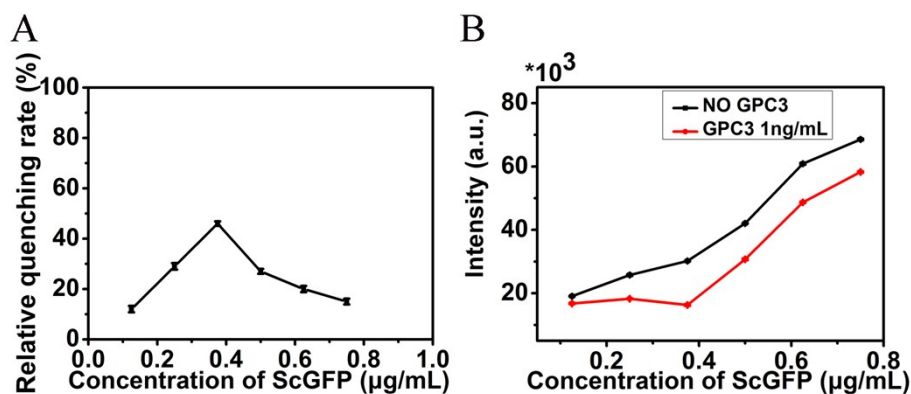 A
Relative quenching rate (%)
100
80
60
40
20
0
0.0 0.2 0.4 0.6 0.8 1.0
Concentration of ScGFP (µg/mL)
B
*10³
Intensity (a.u.)
80
60
40
20
NO GPC3
GPC3 1ng/mL
0.2 0.4 0.6 0.8
Concentration of ScGFP (µg/mL)